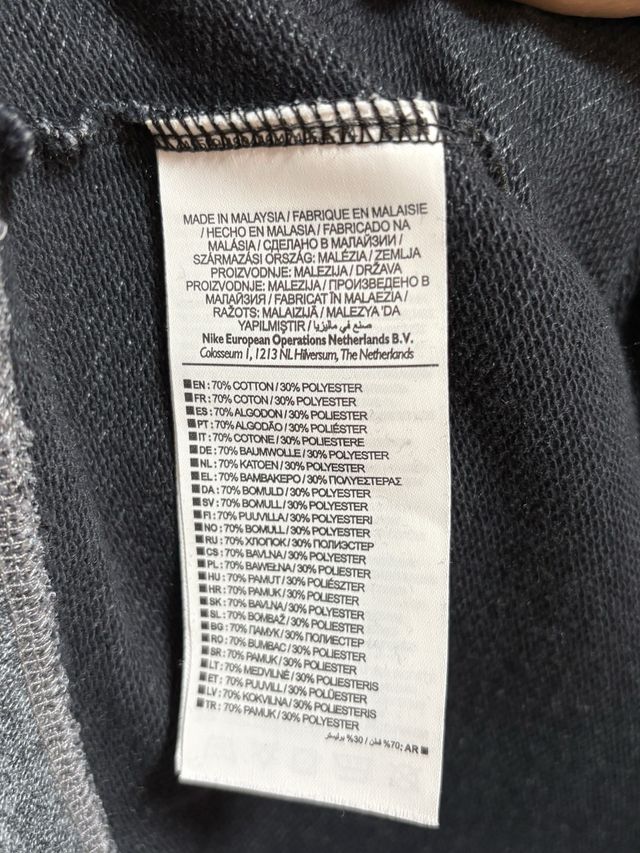 MADE IN MALAYSIA / FABRIQUE EN MALAISIE
/ HECHO EN MALASIA / FABRICADO NA
MALÁSIA / СДЕЛАНО В МАЛАЙЗИИ /
SZÁRMAZÁSI ORSZÁG: MALÉZIA / ZEMLJA
PROIZVODNJE: MALEZIJA / DRŽAVA
PROIZVODNJE: MALEZIJA / ПРОИЗВЕДЕНО В
МАЛАЙЗИЯ / FABRICAT ÎN MALAEZIA /
RAŽOTS: MALAIZIJĀ / MALEZYA 'DA
YAPILMIŞTIR / صنع في ماليزيا
Nike European Operations Netherlands B.V.
Colosseum 1, 1213 NL Hilversum, The Netherlands
EN : 70% COTTON / 30% POLYESTER
FR : 70% COTON / 30% POLYESTER
ES : 70% ALGODON / 30% POLIESTER
PT : 70% ALGODÃO / 30% POLIÉSTER
IT : 70% COTONE / 30% POLIESTERE
DE : 70% BAUMWOLLE / 30% POLYESTER
NL : 70% KATOEN / 30% POLYESTER
EL : 70% ΒΑΜΒΑΚΕΡΟ / 30% ΠΟΛΥΕΣΤΕΡΑΣ
DA : 70% BOMULD / 30% POLYESTER
SV : 70% BOMULL / 30% POLYESTER
FI : 70% PUUVILLA / 30% POLYESTERI
NO : 70% BOMULL / 30% POLYESTER
RU : 70% ХЛОПОК / 30% ПОЛИЭСТЕР
CS : 70% BAVLNA / 30% POLYESTER
PL : 70% BAWEŁNA / 30% POLIESTER
HU : 70% PAMUT / 30% POLIÉSZTER
HR : 70% PAMUK / 30% POLIESTER
SK : 70% BAVLNA / 30% POLYESTER
SL : 70% BOMBAŽ / 30% POLIESTER
BG : 70% ПАМУК / 30% ПОЛИЕСТЕР
RO : 70% BUMBAC / 30% POLIESTER
SR : 70% PAMUK / 30% POLIESTER
LT : 70% MEDVILNĖ / 30% POLIESTERIS
ET : 70% PUUVILL / 30% POLÜESTER
LV : 70% KOKVILNA / 30% POLIESTERIS
TR : 70% PAMUK / 30% POLYESTER
AR :70% قطن / 30% بوليستر